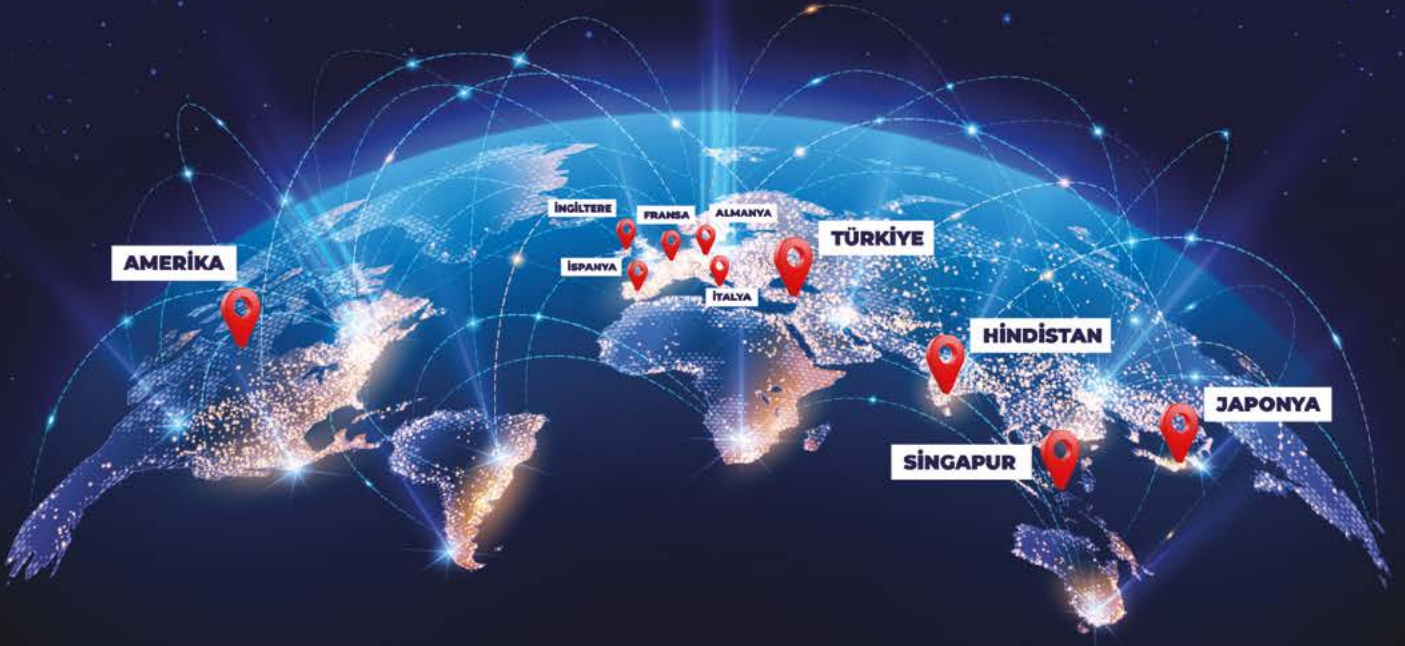 İNGİLTERE
FRANSA
ALMANYA
TÜRKİYE
AMERİKA
İSPANYA
İTALYA
HİNDİSTAN
JAPONYA
SİNGAPUR